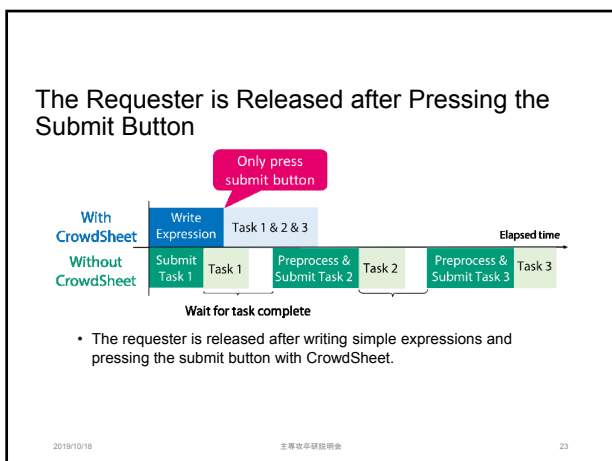 The Requester is Released after Pressing the
Submit Button
Only press
submit button
With
CrowdSheet
Write
Expression
Task 1 & 2 & 3
Elapsed time
Without
CrowdSheet
Submit
Task 1
Task 1
Preprocess &
Submit Task 2
Task 2
Preprocess &
Submit Task 3
Task 3
Wait for task complete
• The requester is released after writing simple expressions and
pressing the submit button with CrowdSheet.
2019/10/18
主専攻卒研説明会
23